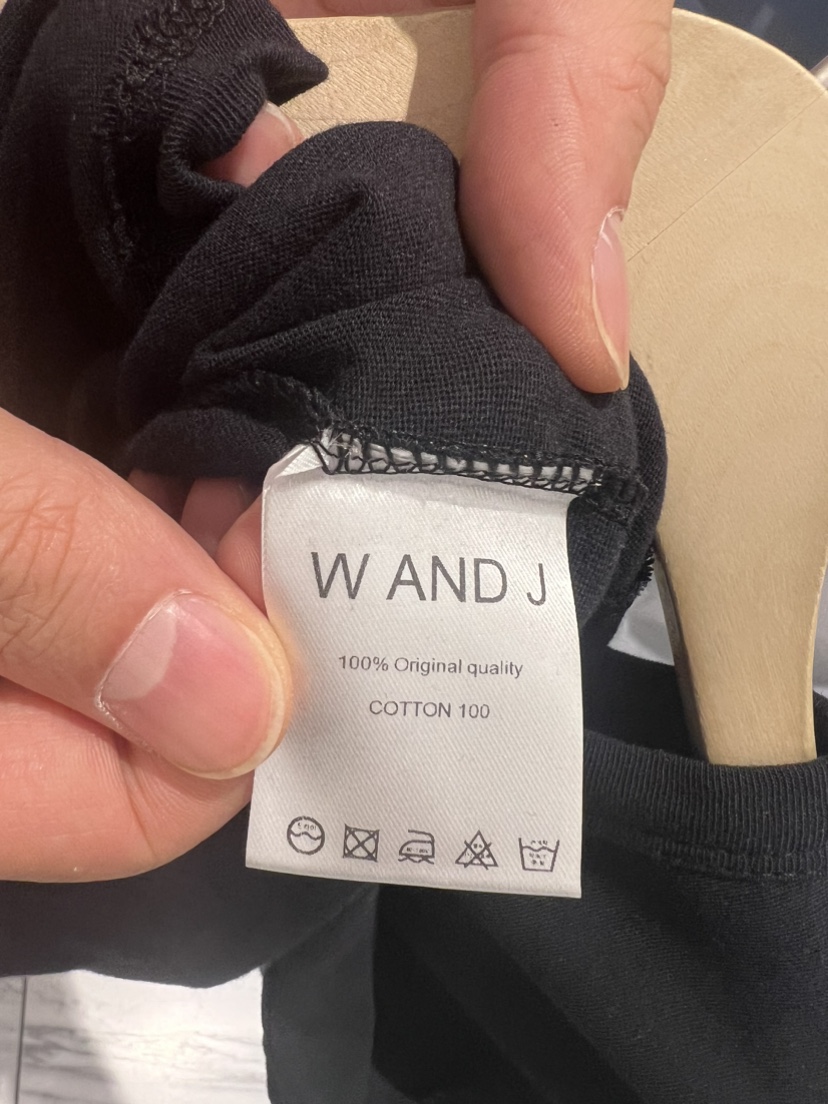 W AND J
100% Original quality
COTTON 100